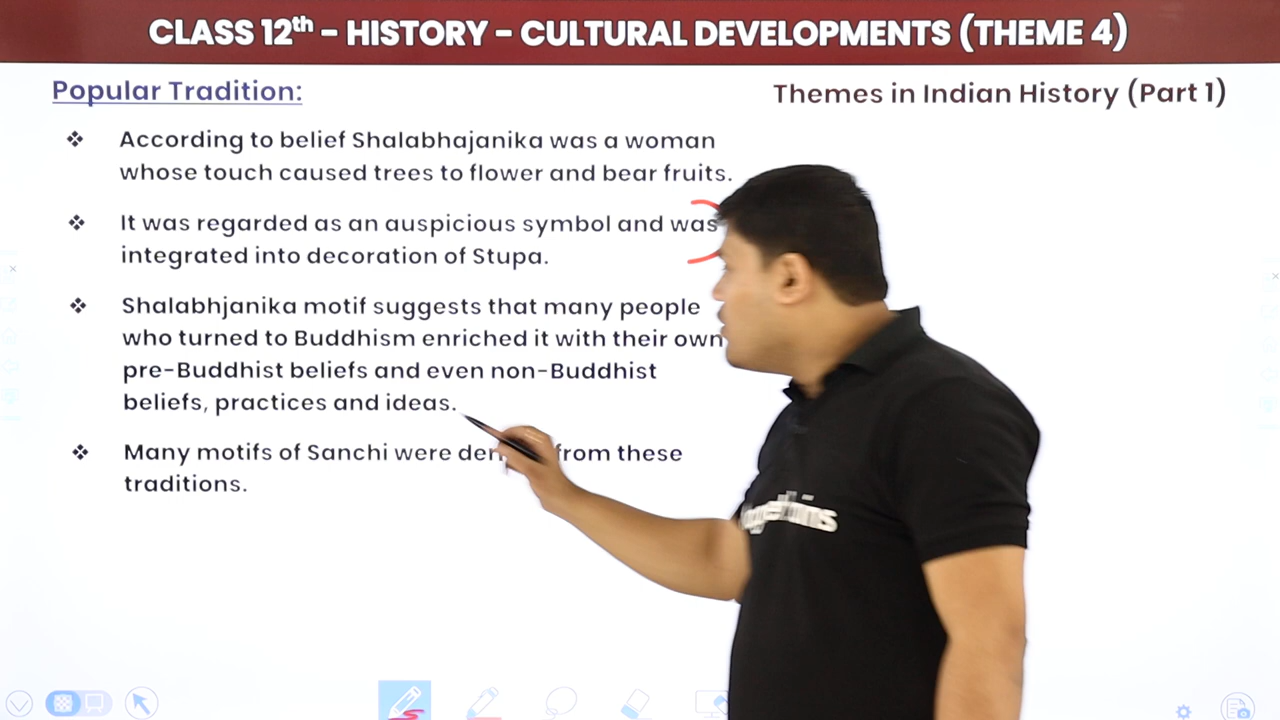 CLASS 12th - HISTORY - CULTURAL DEVELOPMENTS (THEME 4)
Popular Tradition:
Themes in Indian History (Part 1)
❖ According to belief Shalabhajanika was a woman
whose touch caused trees to flower and bear fruits.
❖ It was regarded as an auspicious symbol and was
integrated into decoration of Stupa.
❖ Shalabhjanika motif suggests that many people
who turned to Buddhism enriched it with their own
pre-Buddhist beliefs and even non-Buddhist
beliefs, practices and ideas.
❖ Many motifs of Sanchi were from these
traditions.